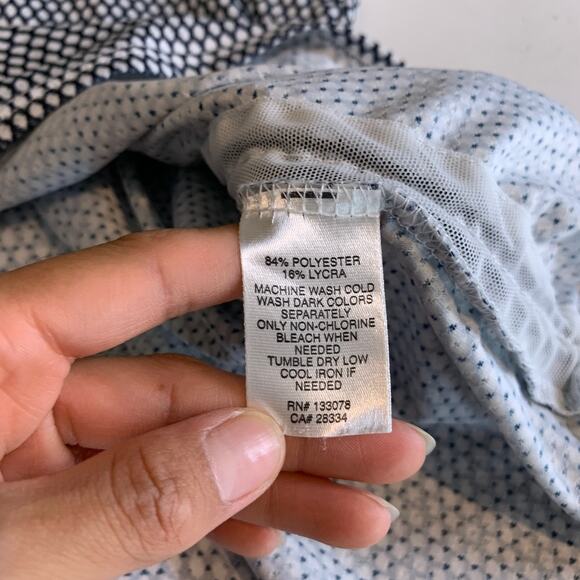 84% POLYESTER
16% LYCRA
MACHINE WASH COLD
WASH DARK COLORS
SEPARATELY
ONLY NON-CHLORINE
BLEACH WHEN
NEEDED
TUMBLE DRY LOW
COOL IRON IF
NEEDED
RN# 133078
CA# 28334